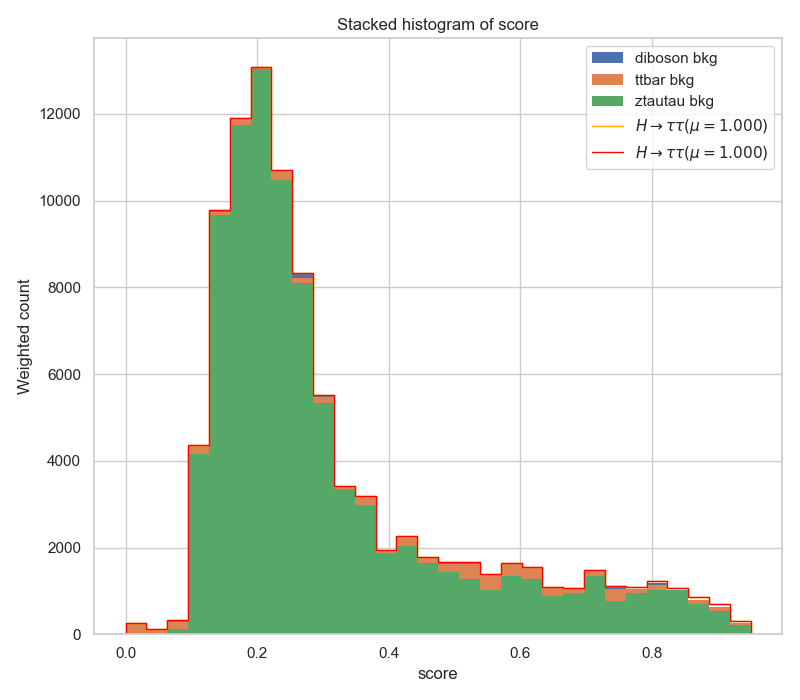 Stacked histogram of score
diboson bkg
ttbar bkg
ztautau bkg
H → ττ(μ = 1.000)
H → ττ(μ = 1.000)
12000
10000
8000
6000
4000
2000
0
Weighted count
0.0 0.2 0.4 0.6 0.8
score